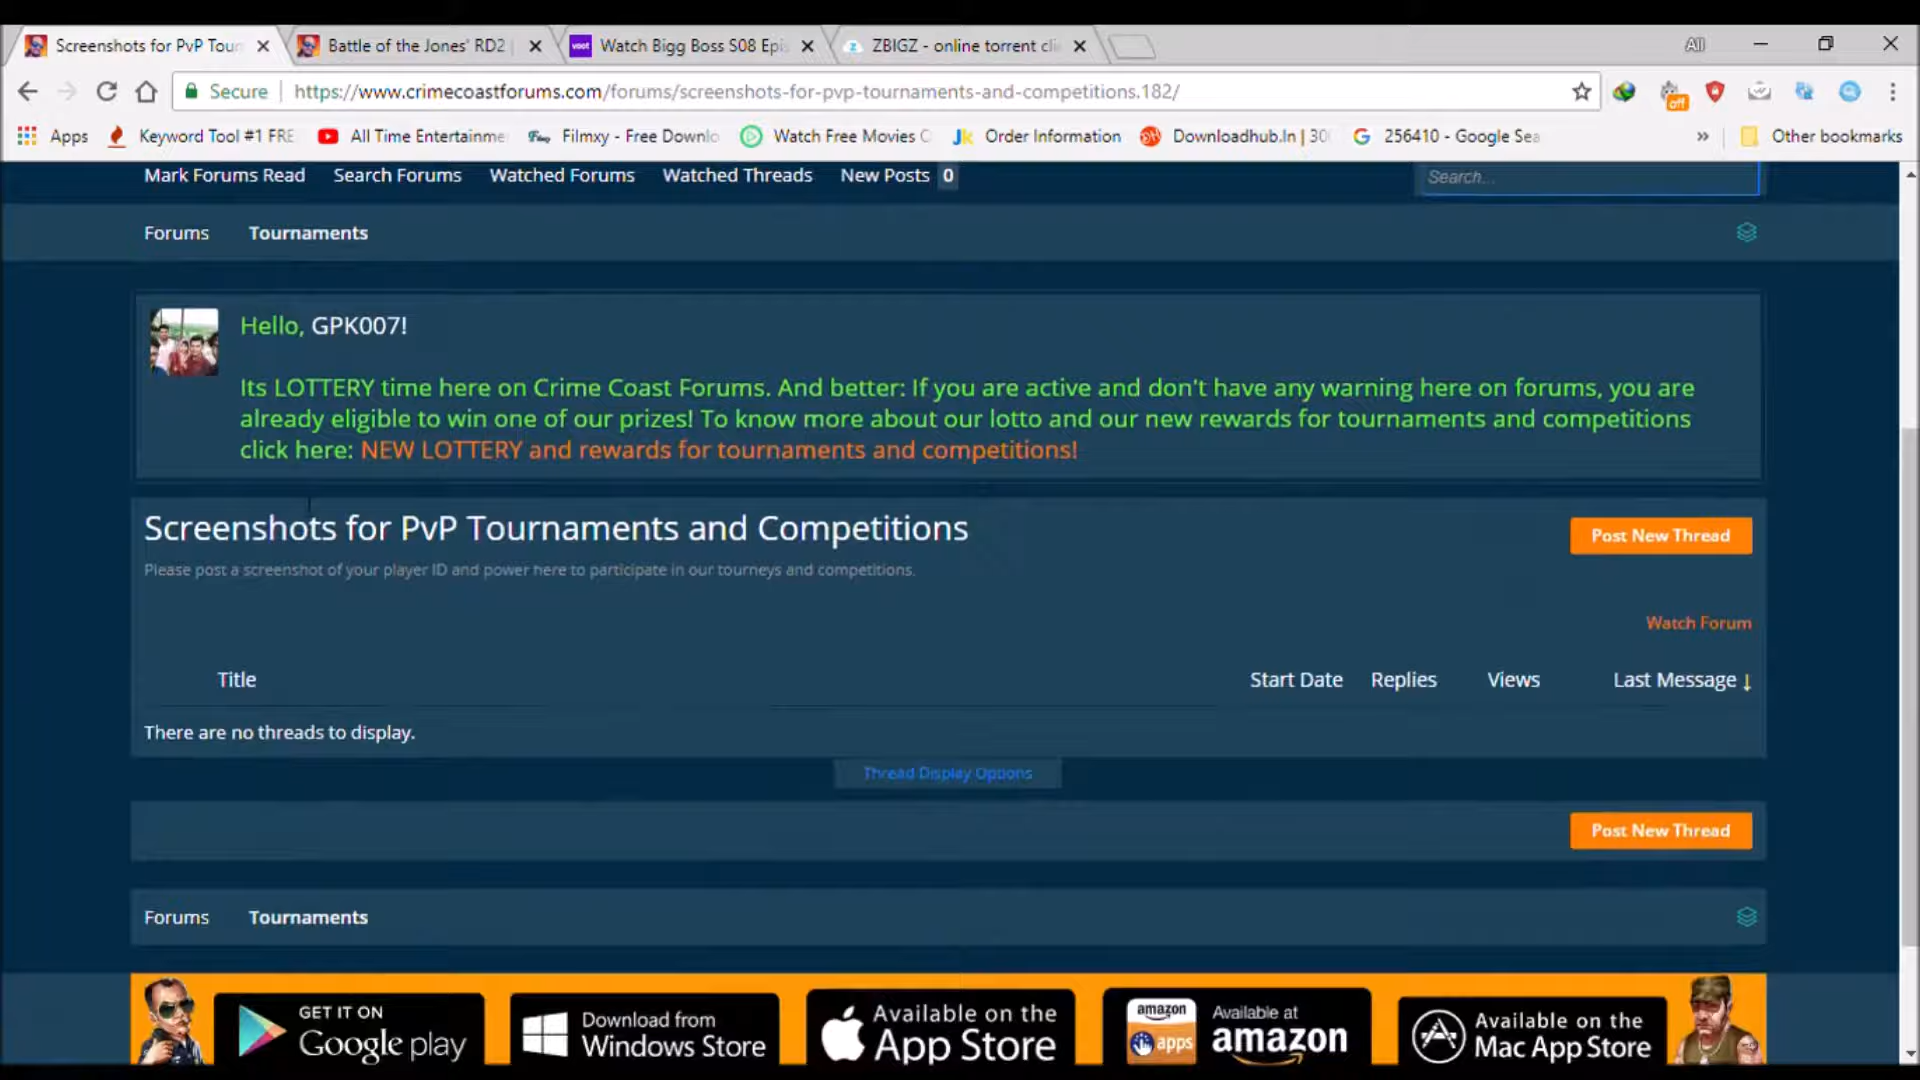 Screenshots for PvP Tour
Battle of the Jones' RD2 |
voot Watch Bigg Boss S08 Epi
ZBIGZ - online torrent cli
All
Secure | https://www.crimecoastforums.com/forums/screenshots-for-pvp-tournaments-and-competitions.182/
off
Apps
Keyword Tool #1 FRE
All Time Entertainme
Filmxy - Free Downlo
Watch Free Movies
Order Information
Downloadhub.In | 30
256410 - Google Sea
»
Other bookmarks
Mark Forums Read
Search Forums
Watched Forums
Watched Threads
New Posts 0
Search...
Forums
Tournaments
Hello, GPK007!
Its LOTTERY time here on Crime Coast Forums. And better: If you are active and don't have any warning here on forums, you are
already eligible to win one of our prizes! To know more about our lotto and our new rewards for tournaments and competitions
click here: NEW LOTTERY and rewards for tournaments and competitions!
Screenshots for PvP Tournaments and Competitions
Post New Thread
Please post a screenshot of your player ID and power here to participate in our tourneys and competitions.
Watch Forum
Title
Start Date
Replies
Views
Last Message ↓
There are no threads to display.
Thread Display Options
Post New Thread
Forums
Tournaments
GET IT ON
Google play
Download from
Windows Store
Available on the
App Store
amazon
apps
Available at
amazon
Available on the
Mac App Store